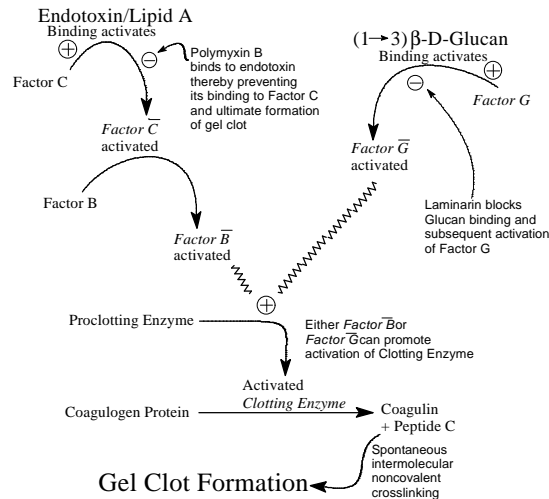 Endotoxin/Lipid A
Binding activates
⊕
⊖
Factor C
Polymyxin B
binds to endotoxin
thereby preventing
its binding to Factor C
and ultimate formation
of gel clot
(1→3)β-D-Glucan
Binding activates
⊕
⊖
Factor G
Factor C̅
activated
Factor G̅
activated
Factor B
Laminarin blocks
Glucan binding and
subsequent activation
of Factor G
Factor B̅
activated
⊕
Proclotting Enzyme
Either Factor B̅or
Factor G̅can promote
activation of Clotting Enzyme
Activated
Clotting Enzyme
Coagulogen Protein
Coagulin
+ Peptide C
Spontaneous
intermolecular
noncovalent
crosslinking
Gel Clot Formation